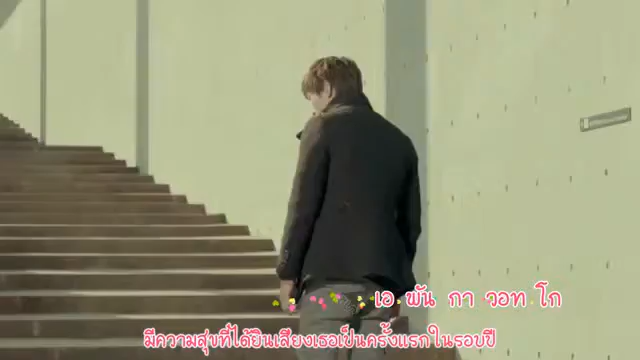 เอ พัน กา วอท โก
มีความสุขที่ได้ยินเสียงเธอเป็นครั้งแรกในรอบปี